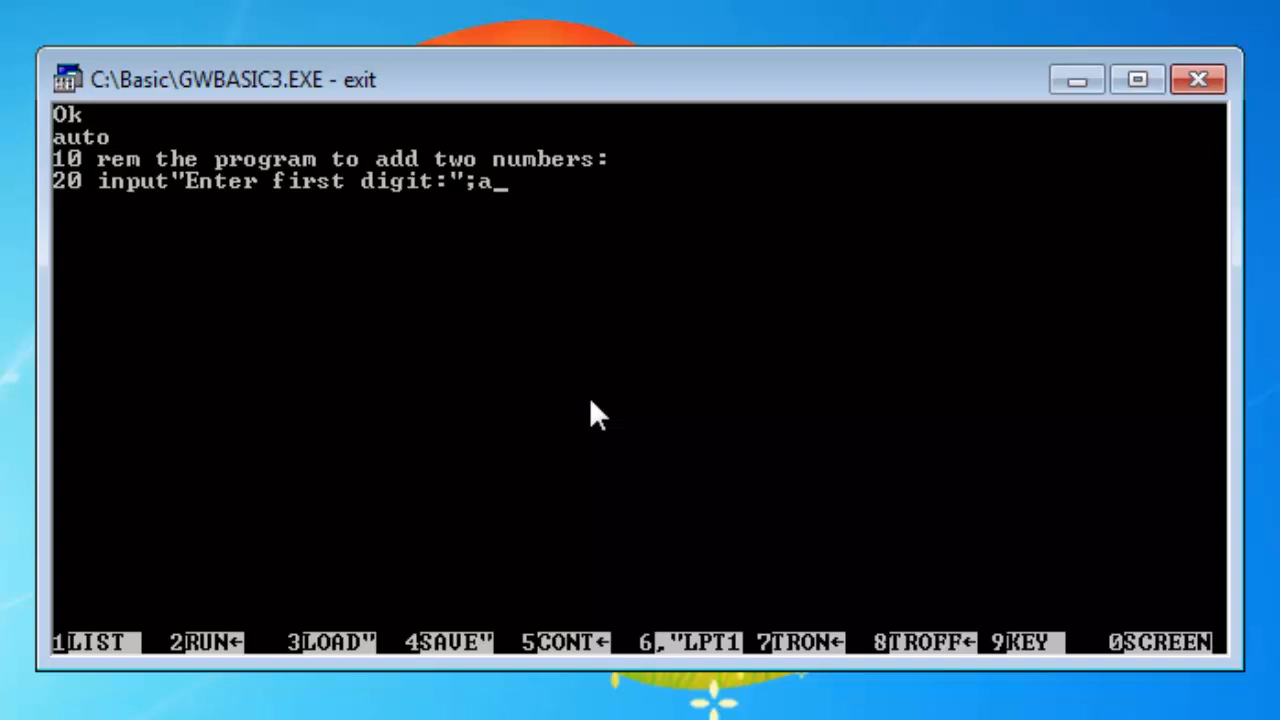 C:\Basic\GWBASIC3.EXE - exit
Ok
auto
10 rem the program to add two numbers:
20 input"Enter first digit:";a_
1LIST 2RUN← 3LOAD" 4SAVE" 5CONT← 6,"LPT1 7TRON← 8TROFF← 9KEY 0SCREEN